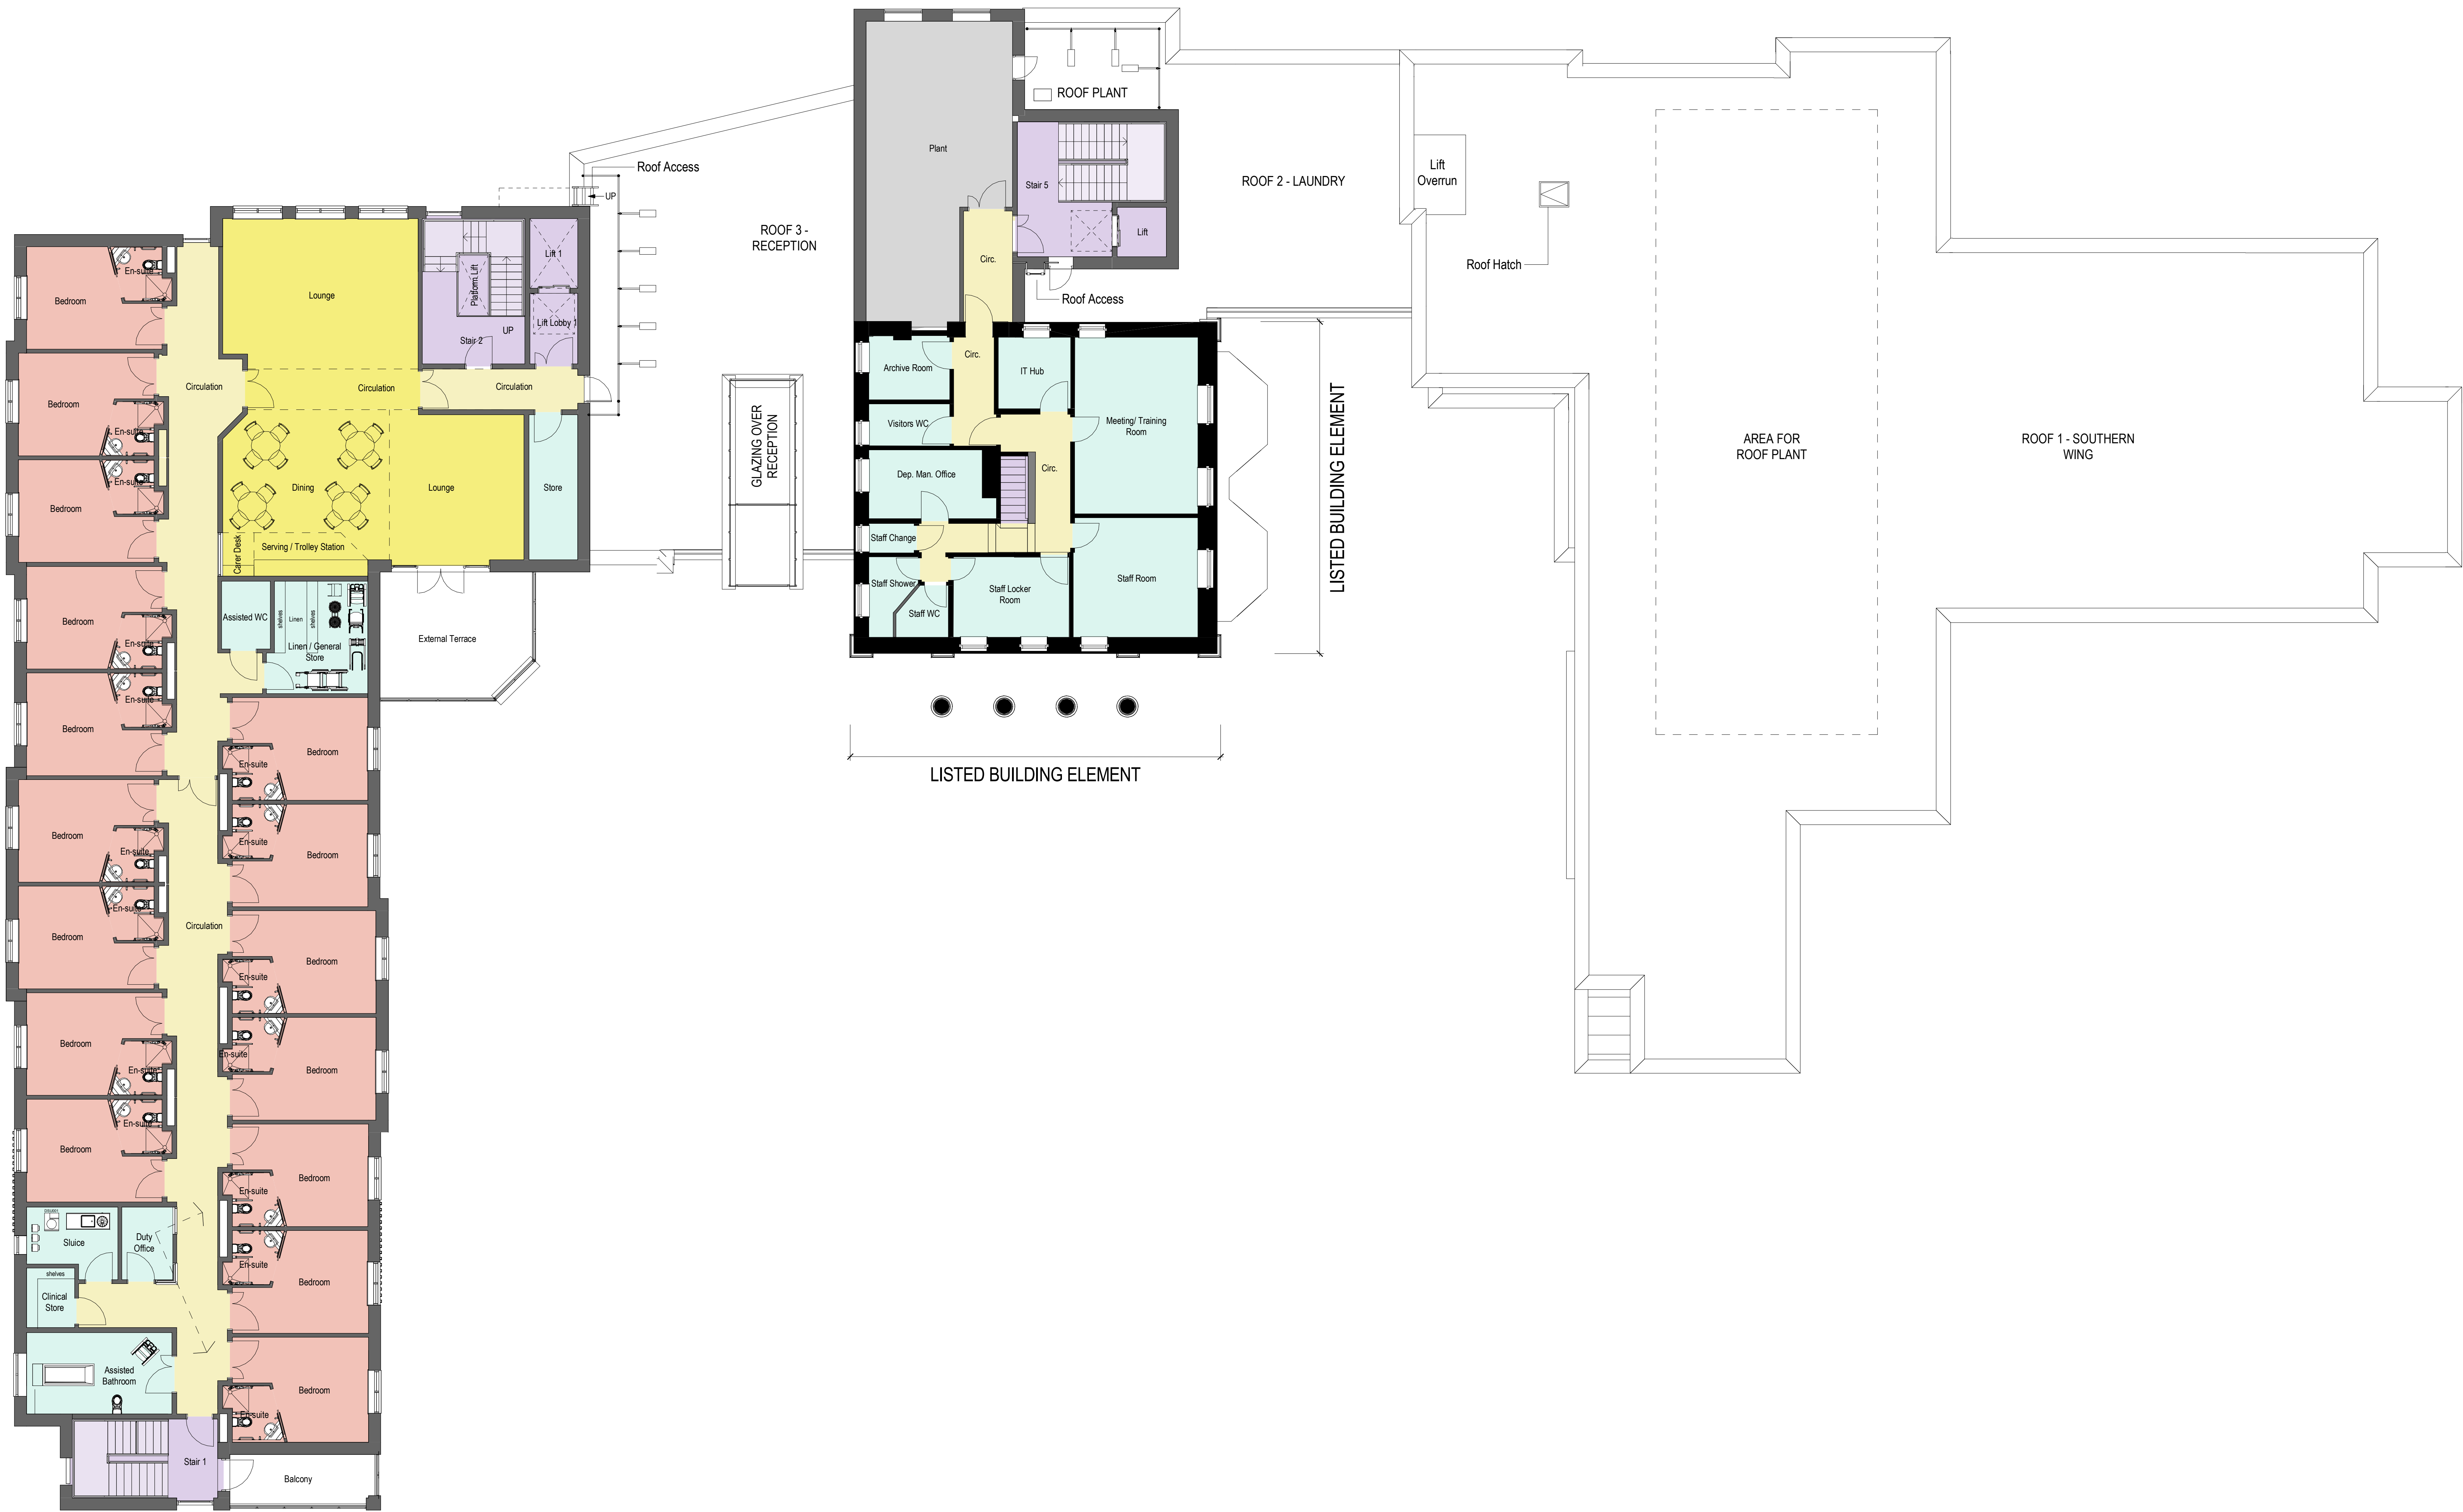 ROOF PLANT
Plant
Roof Access
UP
Stair 5
Lift
Overrun
ROOF 2 - LAUNDRY
ROOF 3 -
RECEPTION
Lift
Lift 1
Circ.
Roof Hatch
Roof Access
En-suite
Bedroom
Lounge
Platform Lift
Lift Lobby 1
UP
Stair 2
Circ.
Archive Room
IT Hub
Bedroom
Circulation
Circulation
Circulation
Visitors WC
Meeting/ Training
Room
En-suite
LISTED BUILDING ELEMENT
GLAZING OVER
RECEPTION
AREA FOR
ROOF PLANT
ROOF 1 - SOUTHERN
WING
En-suite
Bedroom
Dining
Lounge
Store
Dep. Man. Office
Circ.
Carer Desk
Serving / Trolley Station
Staff Change
Staff Room
Staff Shower
Staff Locker
Room
Staff WC
Bedroom
Assisted WC
shelves
Linen
shelves
Linen / General
Store
External Terrace
En-suite
En-suite
Bedroom
Bedroom
En-suite
LISTED BUILDING ELEMENT
Bedroom
En-suite
En-suite
Bedroom
En-suite
Bedroom
Circulation
Bedroom
En-suite
Bedroom
En-suite
En-suite
Bedroom
En-suite
Bedroom
Bedroom
En-suite
Bedroom
Sluice
Duty
Office
En-suite
Bedroom
shelves
Clinical
Store
Assisted
Bathroom
Bedroom
En-suite
Stair 1
Balcony